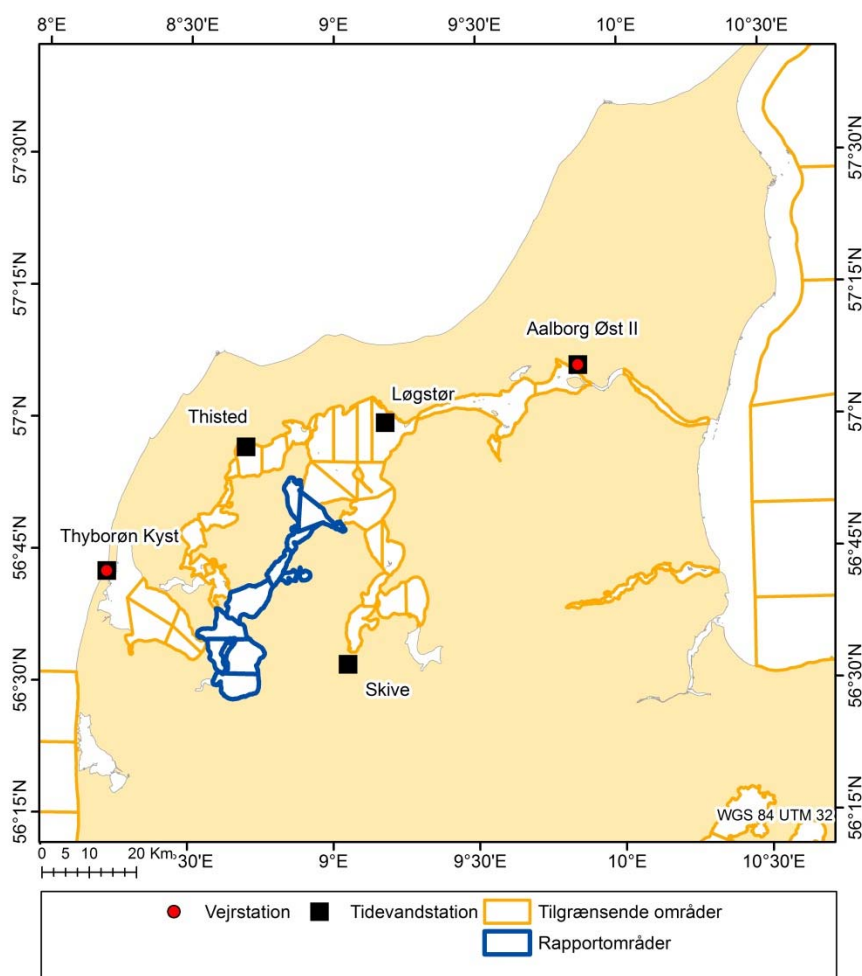 8° E
8°30'E
9° E
9°30'E
10° E
10°30'E
57°30'N
57°30'N
57°15'N
57°15'N
Aalborg Øst II
Løgstør
57°N
57°N
Thisted
Thyborøn Kyst
56°45'N
56°45'N
56°30'N
56°30'N
Skive
56°15'N
56°15'N
WGS 84 UTM 32
0 5 10 20 Km
:30'E
9° E
9°30'E
10° E
10°30'E
Vejrstation Tidevandstation Tilgrænsende områder
Rapportområder